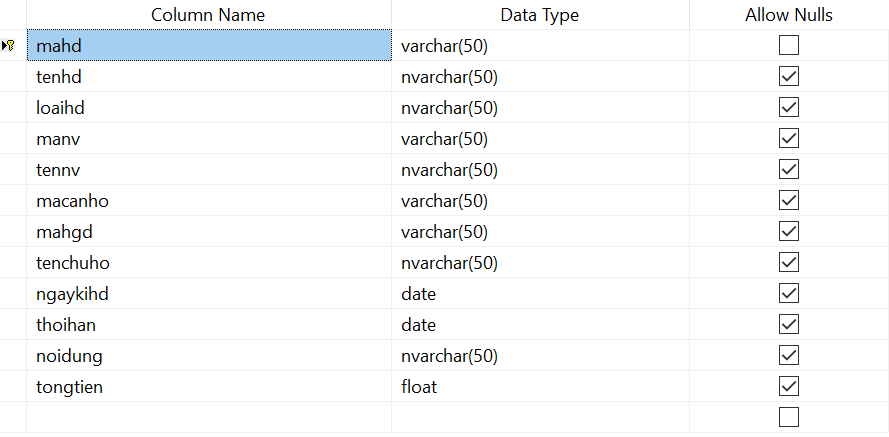 Column Name Data Type Allow Nulls
mahd varchar(50)
tenhd nvarchar(50)
loaihd nvarchar(50)
manv varchar(50)
tennv nvarchar(50)
macanho varchar(50)
mahgd varchar(50)
tenchuho nvarchar(50)
ngaykihd date
thoihan date
noidung nvarchar(50)
tongtien float